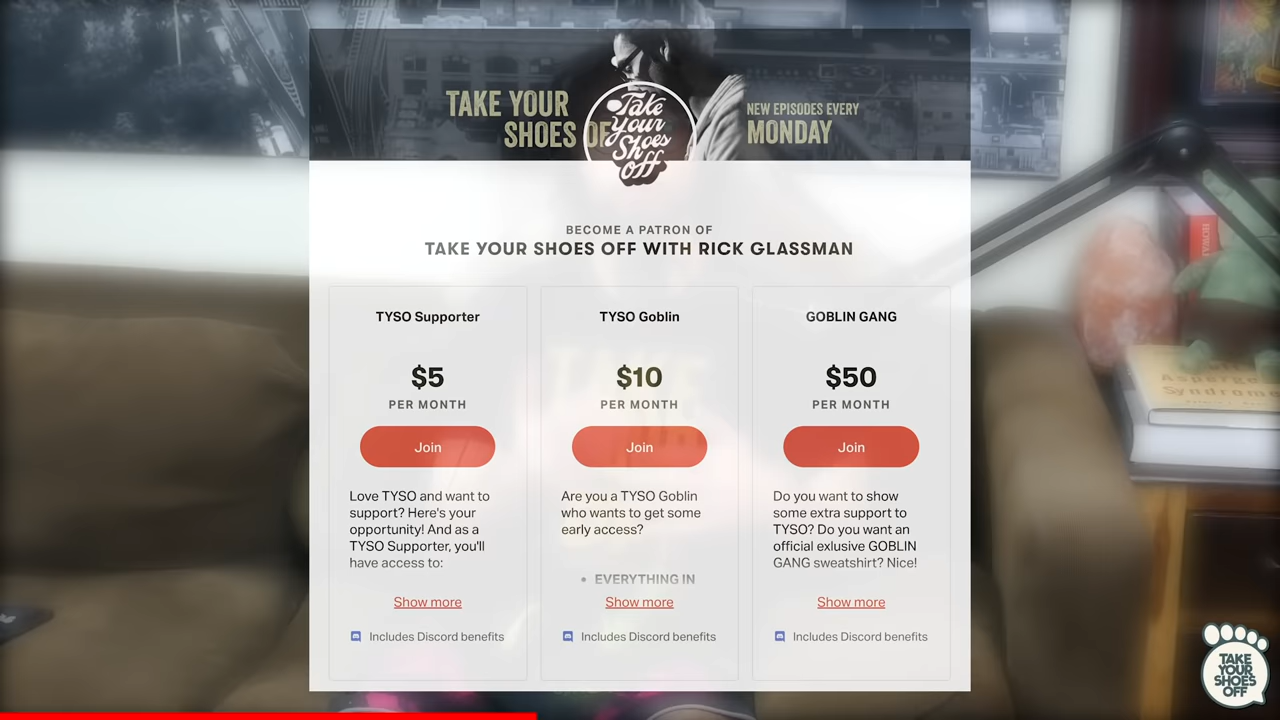 TAKE YOUR
SHOES OF
Take
Your
Shoes
off
NEW EPISODES EVERY
MONDAY
BECOME A PATRON OF
TAKE YOUR SHOES OFF WITH RICK GLASSMAN
TYSO Supporter
$5
PER MONTH
Join
Love TYSO and want to
support? Here's your
opportunity! And as a
TYSO Supporter, you'll
have access to:
Show more
Includes Discord benefits
TYSO Goblin
$10
PER MONTH
Join
Are you a TYSO Goblin
who wants to get some
early access?
• EVERYTHING IN
Show more
Includes Discord benefits
GOBLIN GANG
$50
PER MONTH
Join
Do you want to show
some extra support to
TYSO? Do you want an
official exlusive GOBLIN
GANG sweatshirt? Nice!
Show more
Includes Discord benefits
Asperge
Syndrome
TAKE
YOUR
SHOES
OFF